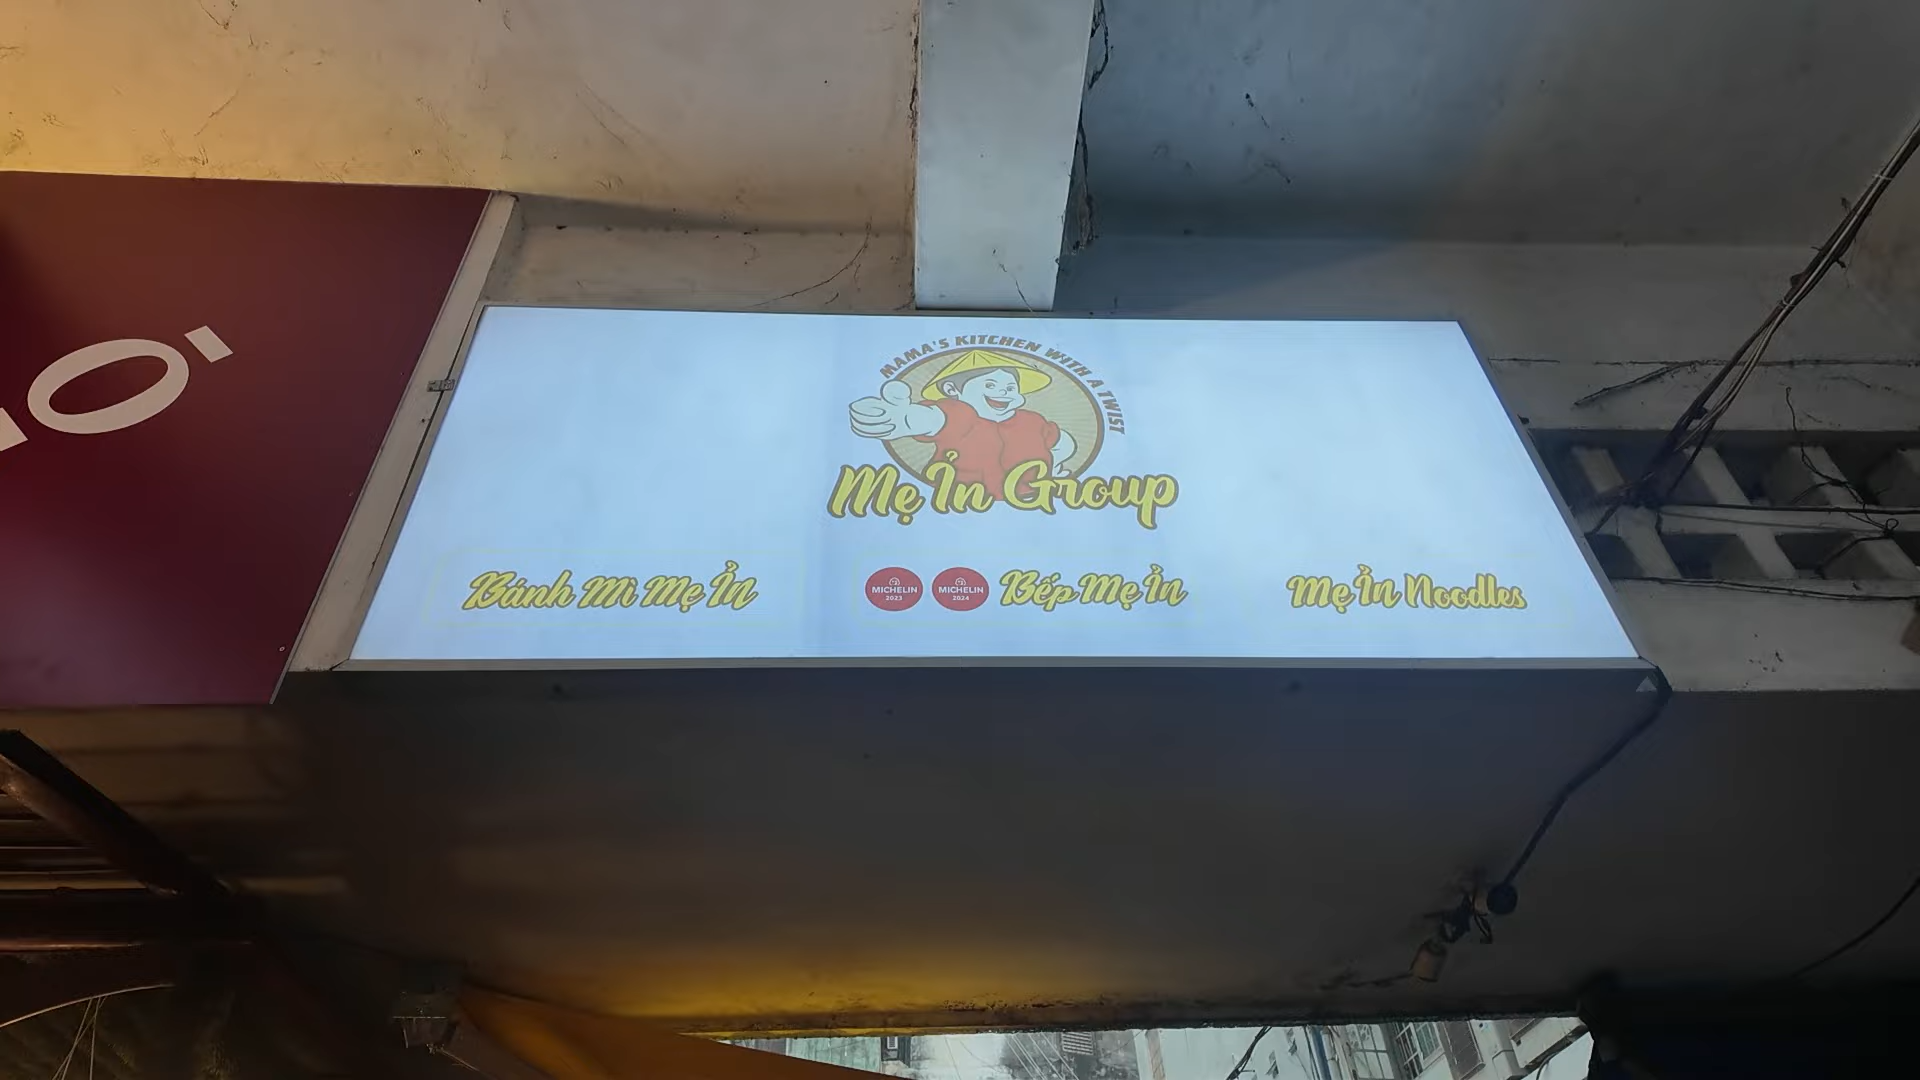 MAMA'S KITCHEN WITH A TWIST
Mẹ Ỉn Group
Bánh Mì Mẹ Ỉn
MICHELIN 2023
MICHELIN 2024
Bếp Mẹ Ỉn
Mẹ Ỉn Noodles